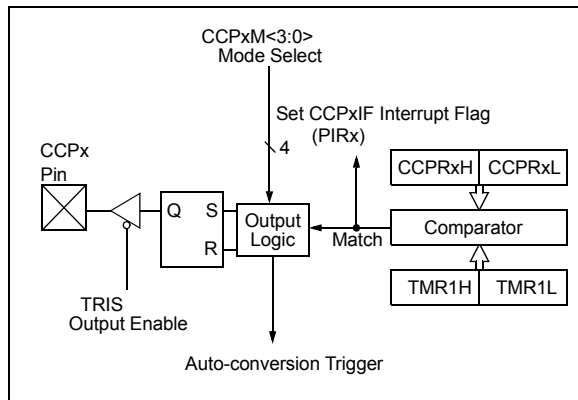 CCPxM<3:0>
Mode Select
Set CCPxIF Interrupt Flag
(PIRx)
4
CCPx
Pin
CCPRxH CCPRxL
Q S
R
Output
Logic
Match
Comparator
TRIS
Output Enable
TMR1H TMR1L
Auto-conversion Trigger